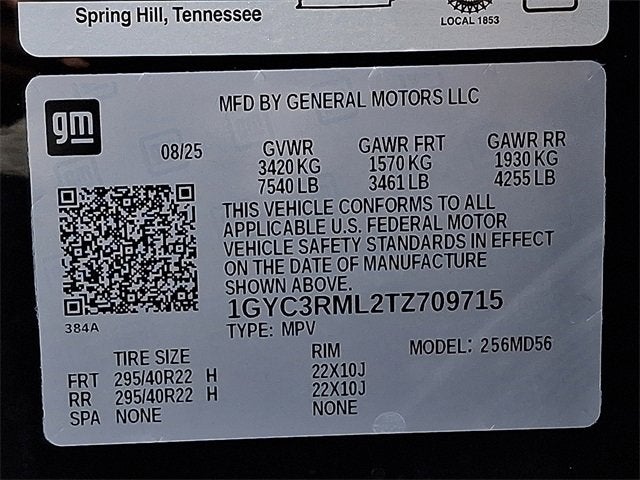 Spring Hill, Tennessee
LOCAL 1853
gm
MFD BY GENERAL MOTORS LLC
08/25
GVWR GAWR FRT GAWR RR
3420 KG 1570 KG 1930 KG
7540 LB 3461 LB 4255 LB
THIS VEHICLE CONFORMS TO ALL
APPLICABLE U.S. FEDERAL MOTOR
VEHICLE SAFETY STANDARDS IN EFFECT
ON THE DATE OF MANUFACTURE
SHOWN ABOVE.
1GYC3RML2TZ709715
384A
TYPE: MPV
TIRE SIZE RIM MODEL: 256MD56
FRT 295/40R22 H 22X10J
RR 295/40R22 H 22X10J
SPA NONE NONE